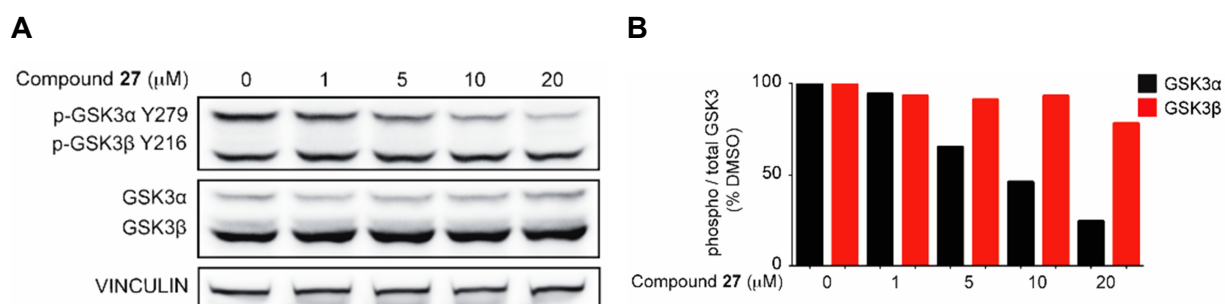 A
Compound 27 (μM) 0 1 5 10 20
p-GSK3α Y279
p-GSK3β Y216
GSK3α
GSK3β
VINCULIN
B
GSK3α
GSK3β
phospho / total GSK3
(% DMSO)
100
50
0
Compound 27 (μM) 0 1 5 10 20